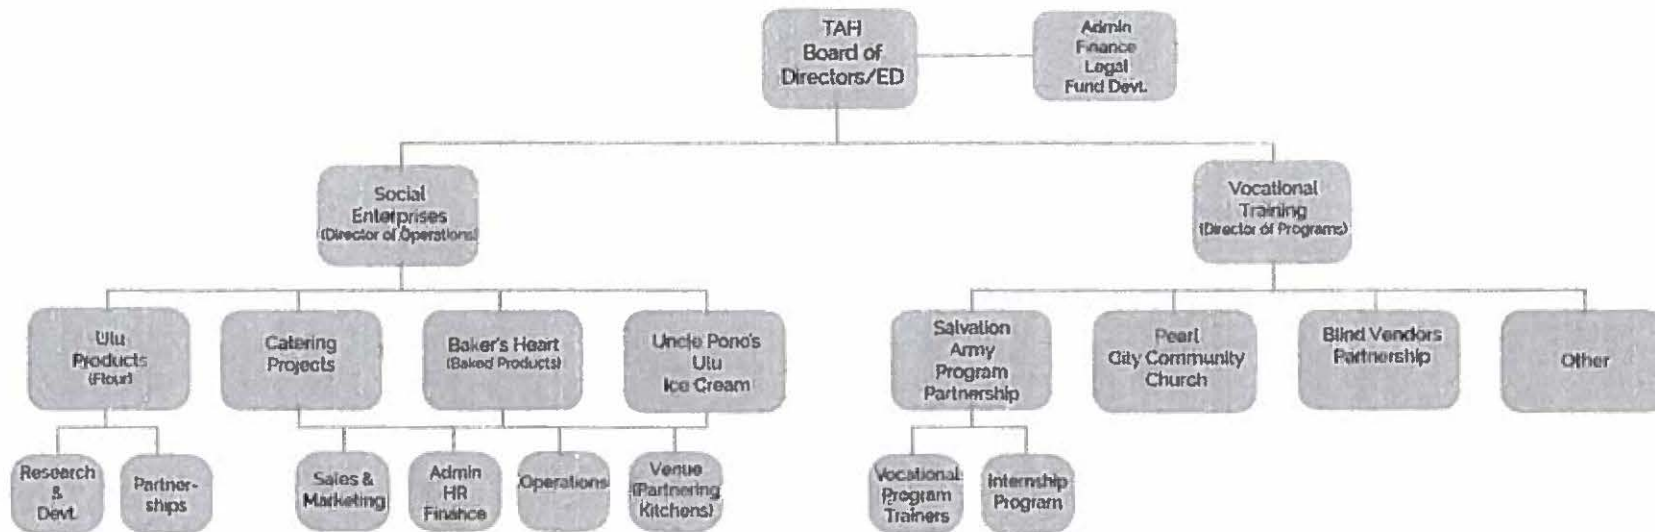 TAH
Board of
Directors/ED
Admin
Finance
Legal
Fund Devt.
Social
Enterprises
(Director of Operations)
Vocational
Training
(Director of Programs)
Ulu
Products
(Flour)
Catering
Projects
Baker's Heart
(Baked Products)
Uncle Pono's
Ulu
Ice Cream
Salvation
Army
Program
Partnership
Pearl
City Community
Church
Blind Vendors
Partnership
Other
Research
&
Devt.
Partner-
ships
Sales &
Marketing
Admin
HR
Finance
Operations
Venue
(Partnering
Kitchens)
Vocational
Program
Trainers
Internship
Program